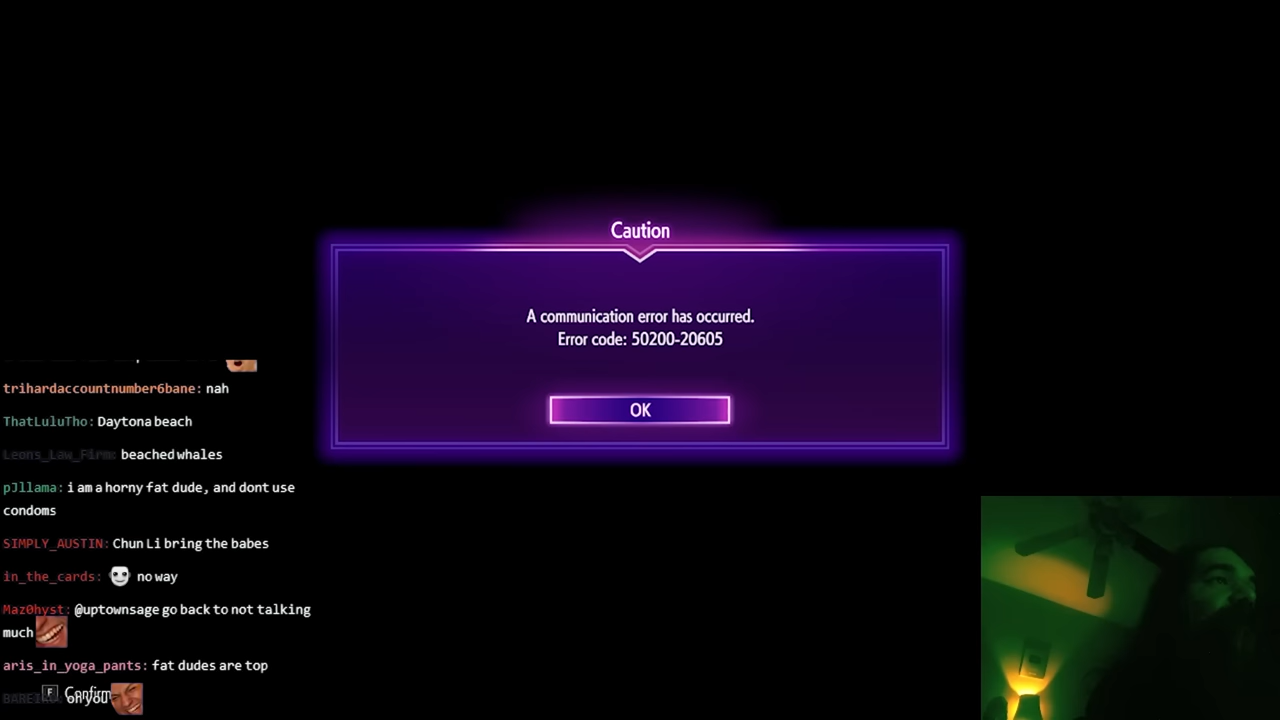 Caution
A communication error has occurred.
Error code: 50200-20605
OK
trihardaccountnumber6bane: nah
ThatLuluTho: Daytona beach
Leons_Law_Firm: beached whales
pJllama: i am a horny fat dude, and dont use
condoms
SIMPLY_AUSTIN: Chun Li bring the babes
in_the_cards: no way
Maz0hyst: @uptownsage go back to not talking
much
aris_in_yoga_pants: fat dudes are top
F Confirm
oh you